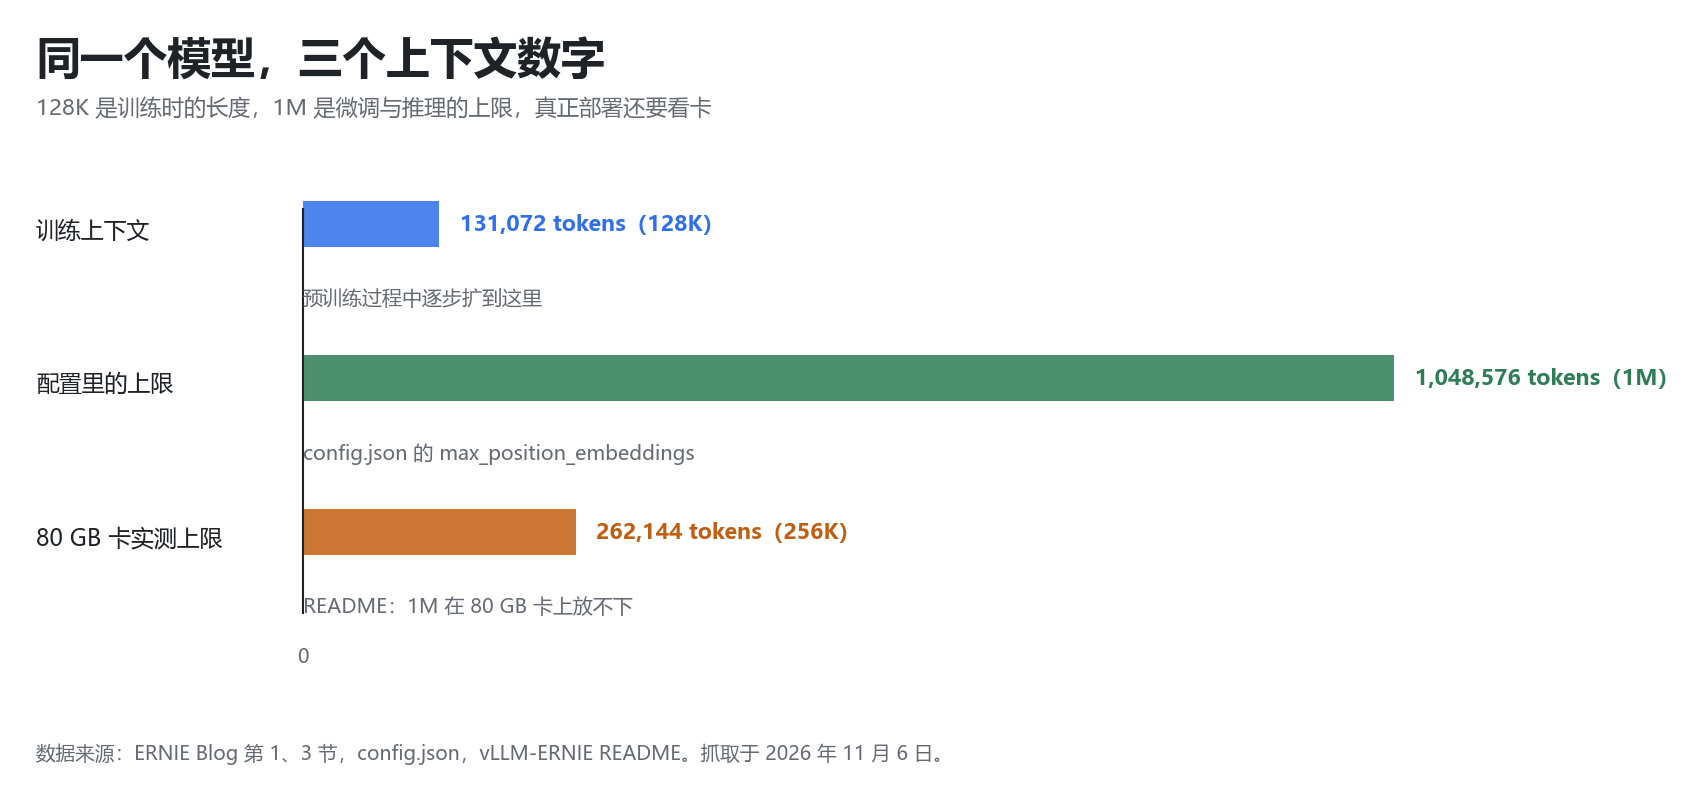 同一个模型，三个上下文数字
128K 是训练时的长度，1M 是微调与推理的上限，真正部署还要看卡
训练上下文
131,072 tokens（128K）
预训练过程中逐步扩到这里
配置里的上限
1,048,576 tokens（1M）
config.json 的 max_position_embeddings
80 GB 卡实测上限
262,144 tokens（256K）
README：1M 在 80 GB 卡上放不下
0
数据来源：ERNIE Blog 第 1、3 节，config.json，vLLM-ERNIE README。抓取于 2026 年 11 月 6 日。